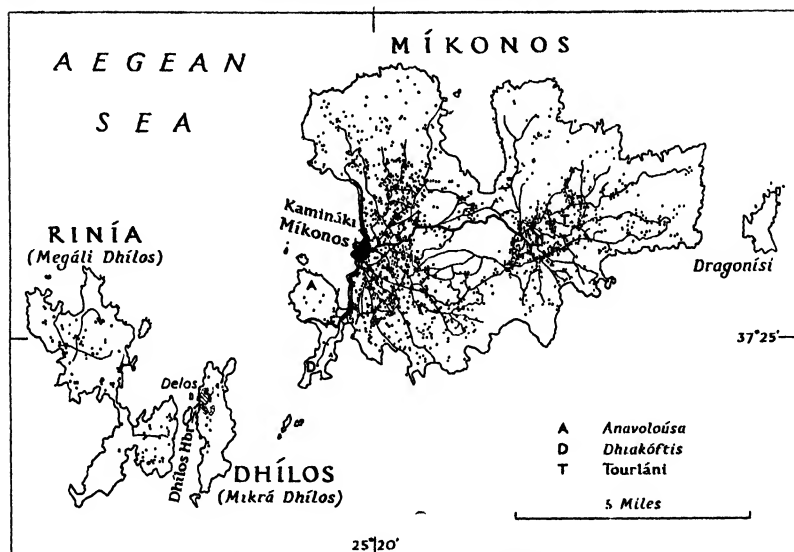 MÍKONOS
AEGEAN
SEA
Kamináki
Míkonos
RINÍA
(Megáli Dhílos)
A
Dragonísi
37°25'
D
Delos
Dhílos Hbr
DHÍLOS
(Mikrá Dhílos)
A Anavoloúsa
D Dhiakóftis
T Tourláni
5 Miles
25°20'